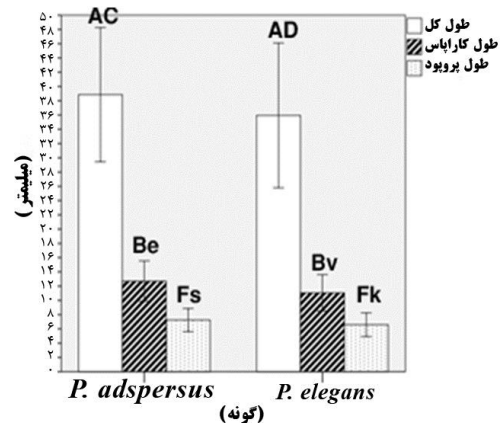 طول کل
طول کاراپاس
طول پروپود
(میلیمتر)
۵۰
۴۸
۴۶
۴۴
۴۲
۴۰
۳۸
۳۶
۳۴
۳۲
۳۰
۲۸
۲۶
۲۴
۲۲
۲۰
۱۸
۱۶
۱۴
۱۲
۱۰
۸
۶
۴
۲
۰
AC
Be
Fs
AD
Bv
Fk
P. adspersus
P. elegans
(گونه)